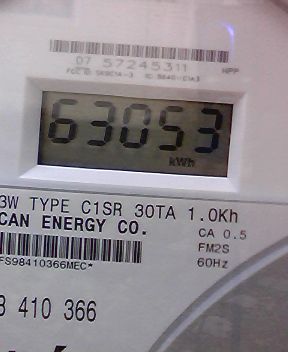 07 57245311
NPP
63053
kWh
3W TYPE C1SR 30TA 1.0Kh
CAN ENERGY CO. CA 0.5
FM2S
FS98410366MEC* 60Hz
410 366